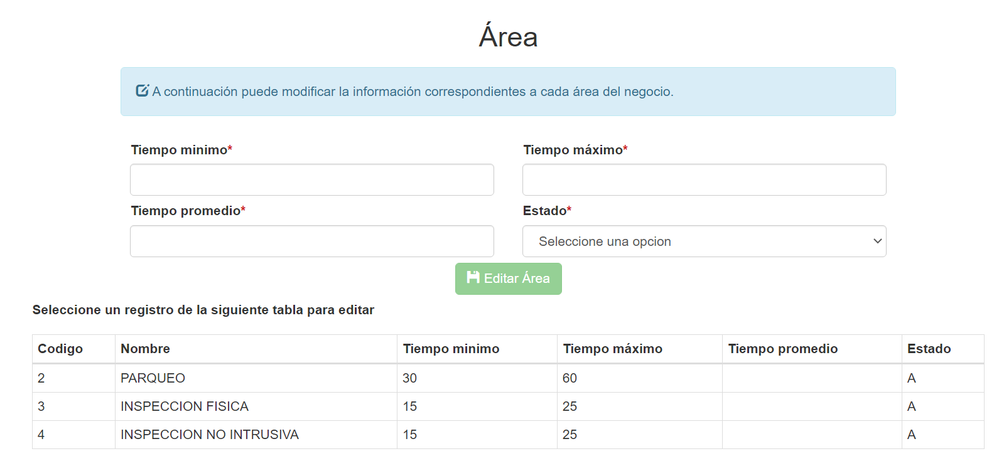 Área
A continuación puede modificar la información correspondientes a cada área del negocio.
Tiempo minimo* Tiempo máximo*
Tiempo promedio* Estado*
Seleccione una opcion
Editar Área
Seleccione un registro de la siguiente tabla para editar
Codigo Nombre Tiempo minimo Tiempo máximo Tiempo promedio Estado
2 PARQUEO 30 60 A
3 INSPECCION FISICA 15 25 A
4 INSPECCION NO INTRUSIVA 15 25 A